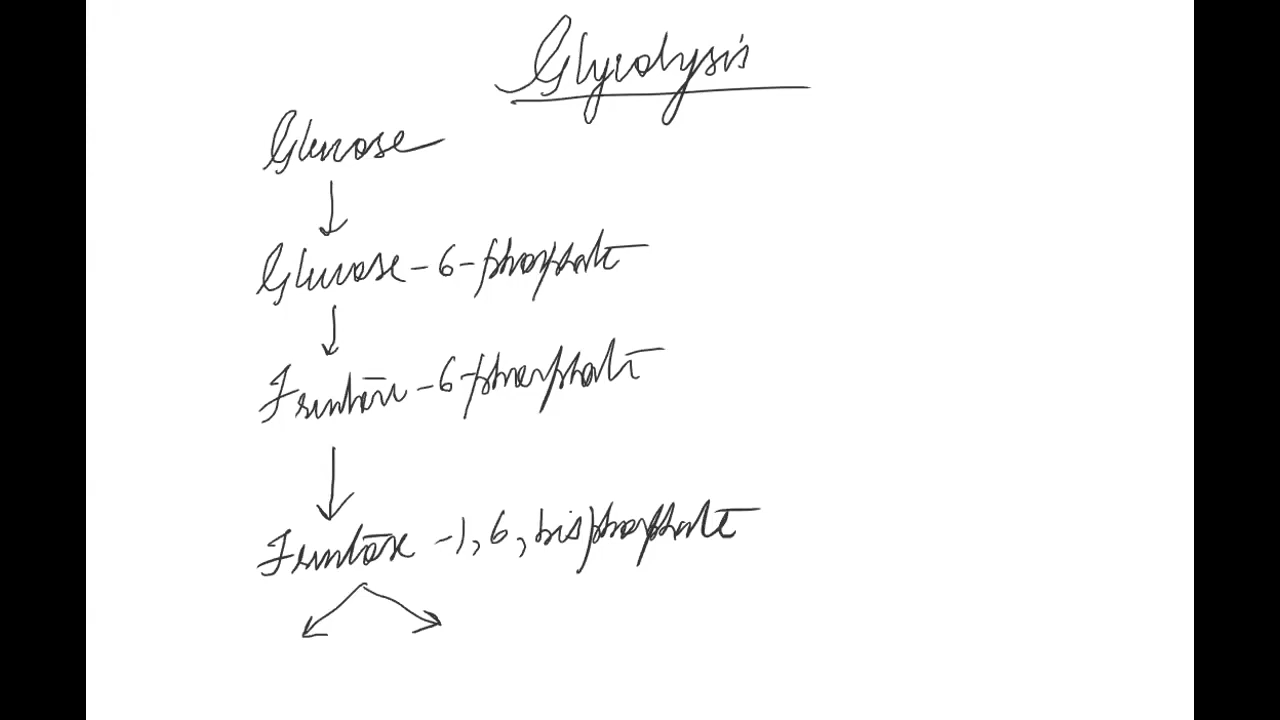 Glycolysis
Glucose
Glucose-6-phosphate
Fructose-6-phosphate
Fructose-1,6,bisphosphate